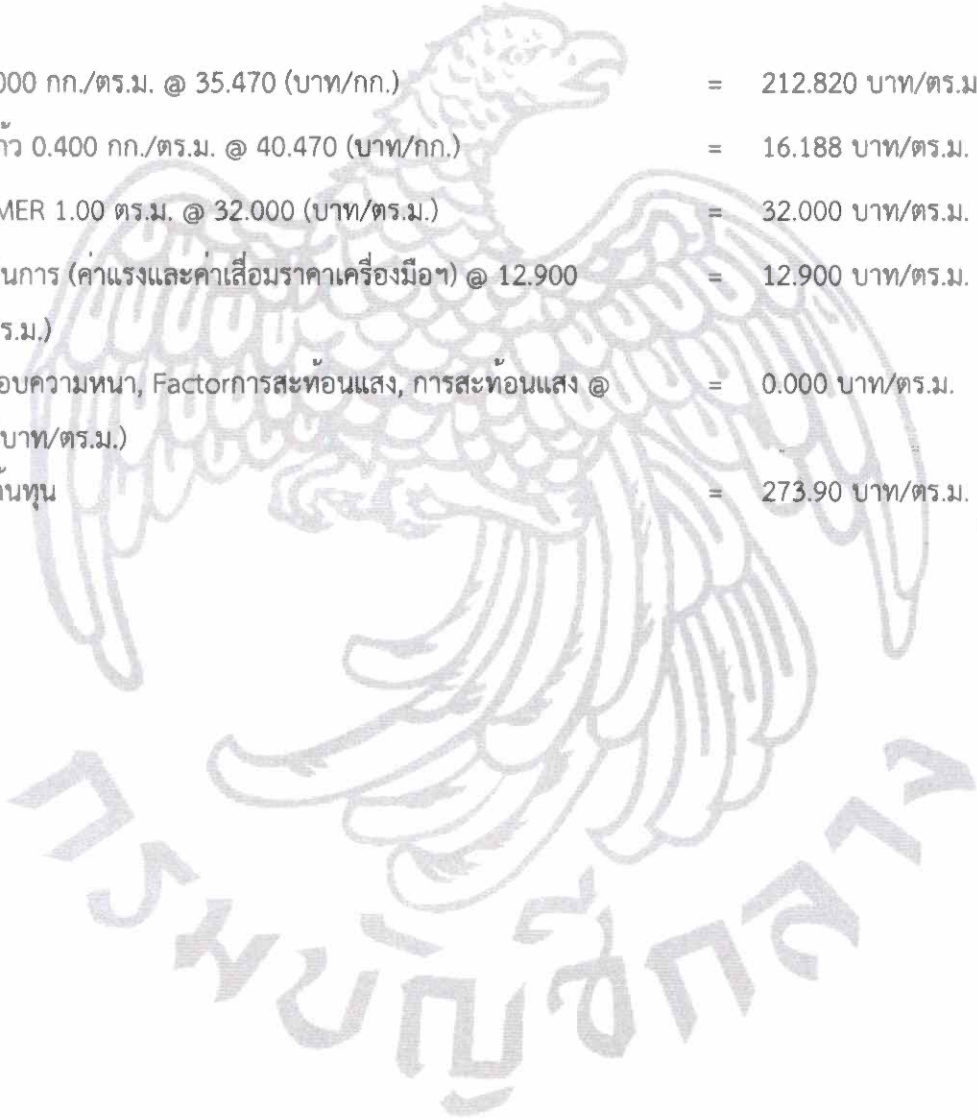 000 กก./ตร.ม. @ 35.470 (บาท/กก.) = 212.820 บาท/ตร.ม
ก้ว 0.400 กก./ตร.ม. @ 40.470 (บาท/กก.) = 16.188 บาท/ตร.ม.
MER 1.00 ตร.ม. @ 32.000 (บาท/ตร.ม.) = 32.000 บาท/ตร.ม.
นการ (ค่าแรงและค่าเสื่อมราคาเครื่องมือฯ) @ 12.900 = 12.900 บาท/ตร.ม.
ร.ม.)
อบความหนา, Factorการสะท้อนแสง, การสะท้อนแสง @ = 0.000 บาท/ตร.ม.
บาท/ตร.ม.)
้นทุน = 273.90 บาท/ตร.ม.
กรมบัญชีกลาง